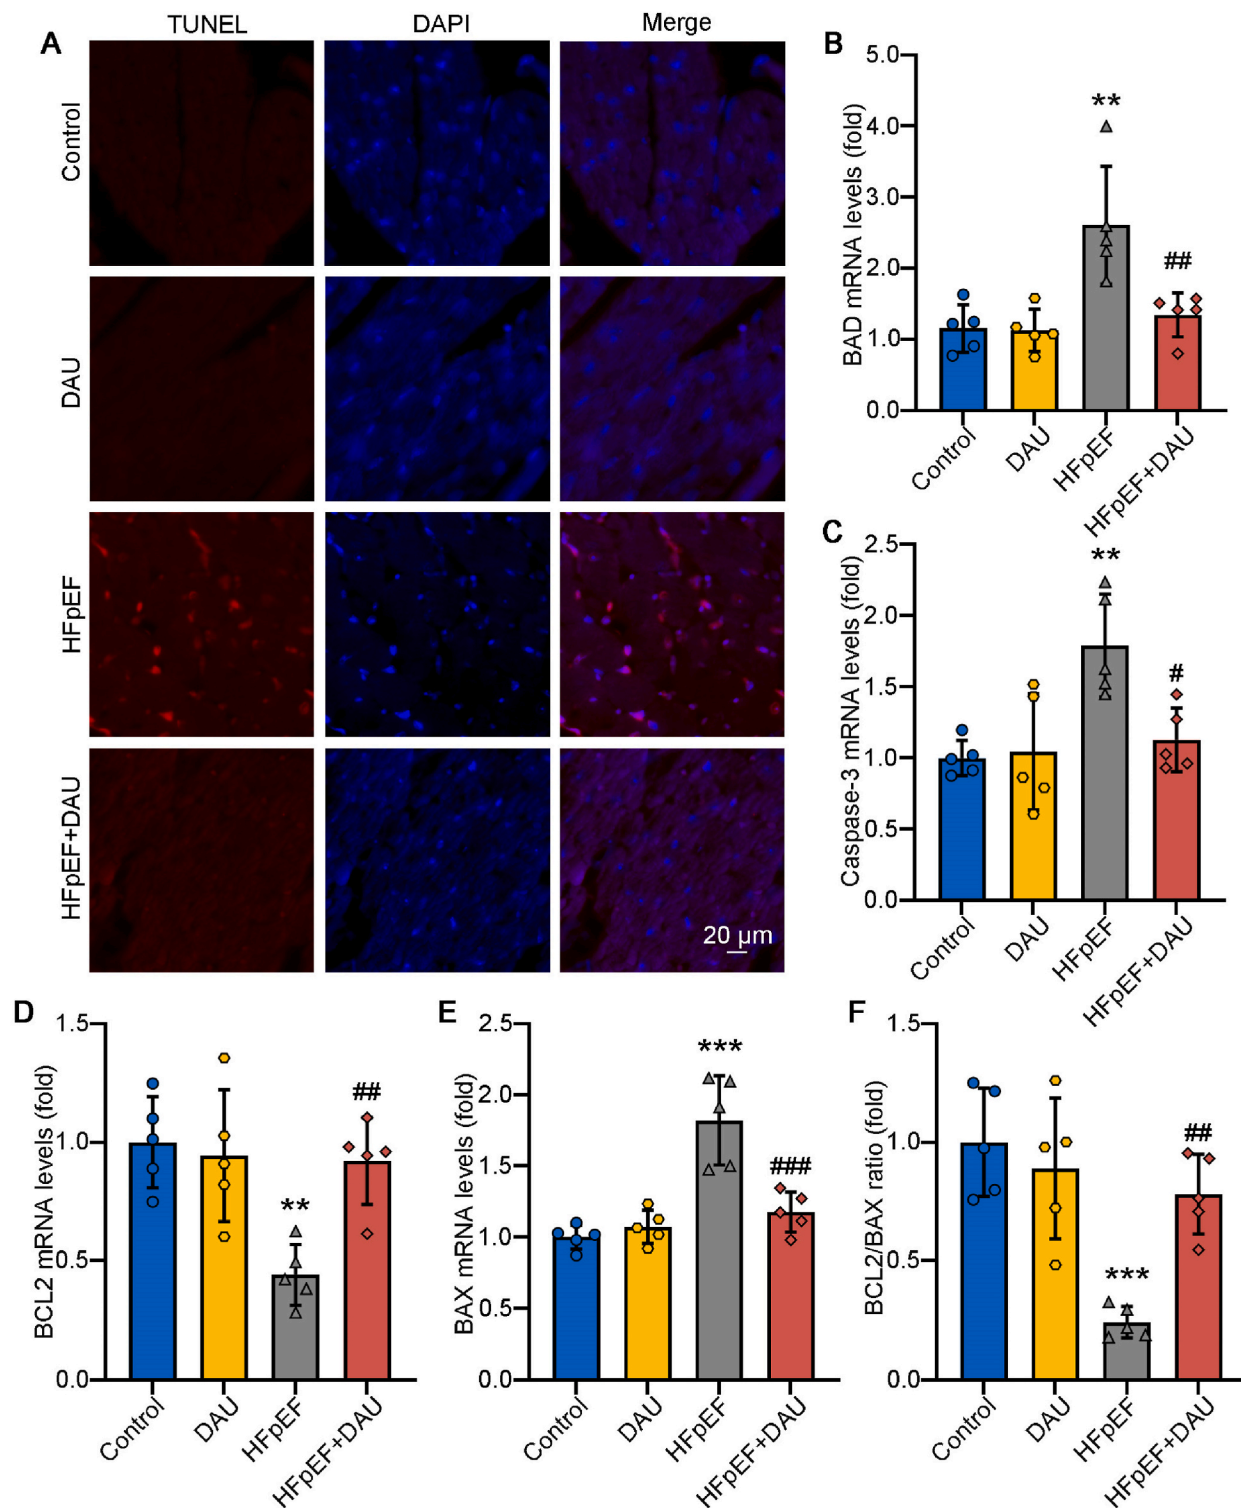 A
TUNEL
DAPI
Merge
Control
DAU
HFpEF
HFpEF+DAU
20 μm
B
BAD mRNA levels (fold)
5.0
4.0
3.0
2.0
1.0
0.0
**
##
Control
DAU
HFpEF
HFpEF+DAU
C
Caspase-3 mRNA levels (fold)
2.5
2.0
1.5
1.0
0.5
0.0
**
#
Control
DAU
HFpEF
HFpEF+DAU
D
BCL2 mRNA levels (fold)
1.5
1.0
0.5
0.0
**
##
Control
DAU
HFpEF
HFpEF+DAU
E
BAX mRNA levels (fold)
2.5
2.0
1.5
1.0
0.5
0.0
***
###
Control
DAU
HFpEF
HFpEF+DAU
F
BCL2/BAX ratio (fold)
1.5
1.0
0.5
0.0
***
##
Control
DAU
HFpEF
HFpEF+DAU